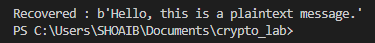 Recovered : b'Hello, this is a plaintext message.'
PS C:\Users\SHOAIB\Documents\crypto_lab>